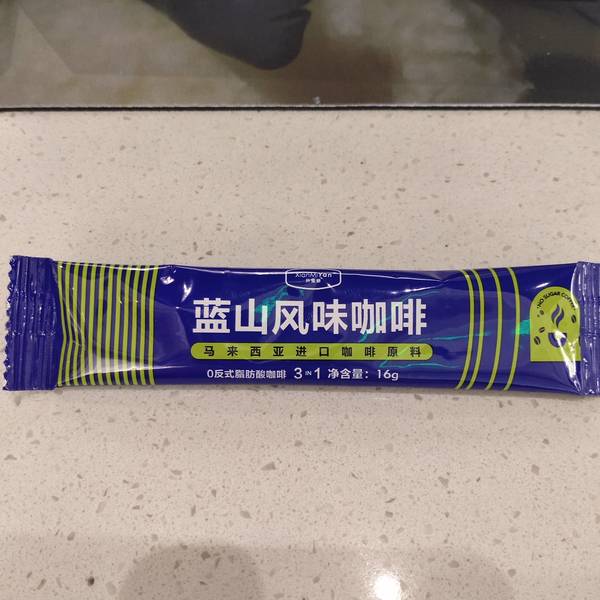 XianMiYan
蓝山风味咖啡
马来西亚进口咖啡原料
0反式脂肪酸咖啡 3 IN 1 净含量：16g
NO SUGAR COFFEE